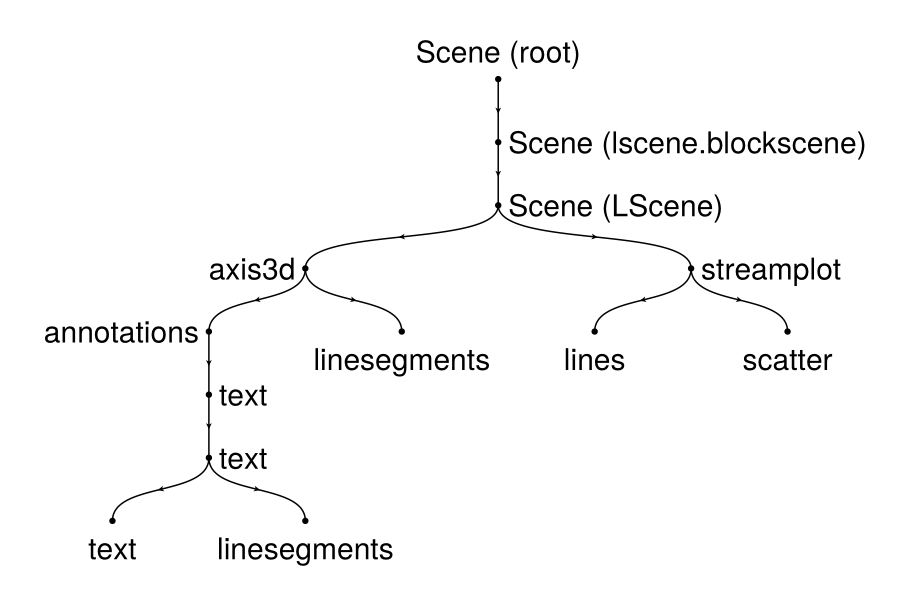 Scene (root)
Scene (lscene.blockscene)
Scene (LScene)
axis3d
streamplot
annotations
linesegments
lines
scatter
text
text
text
linesegments